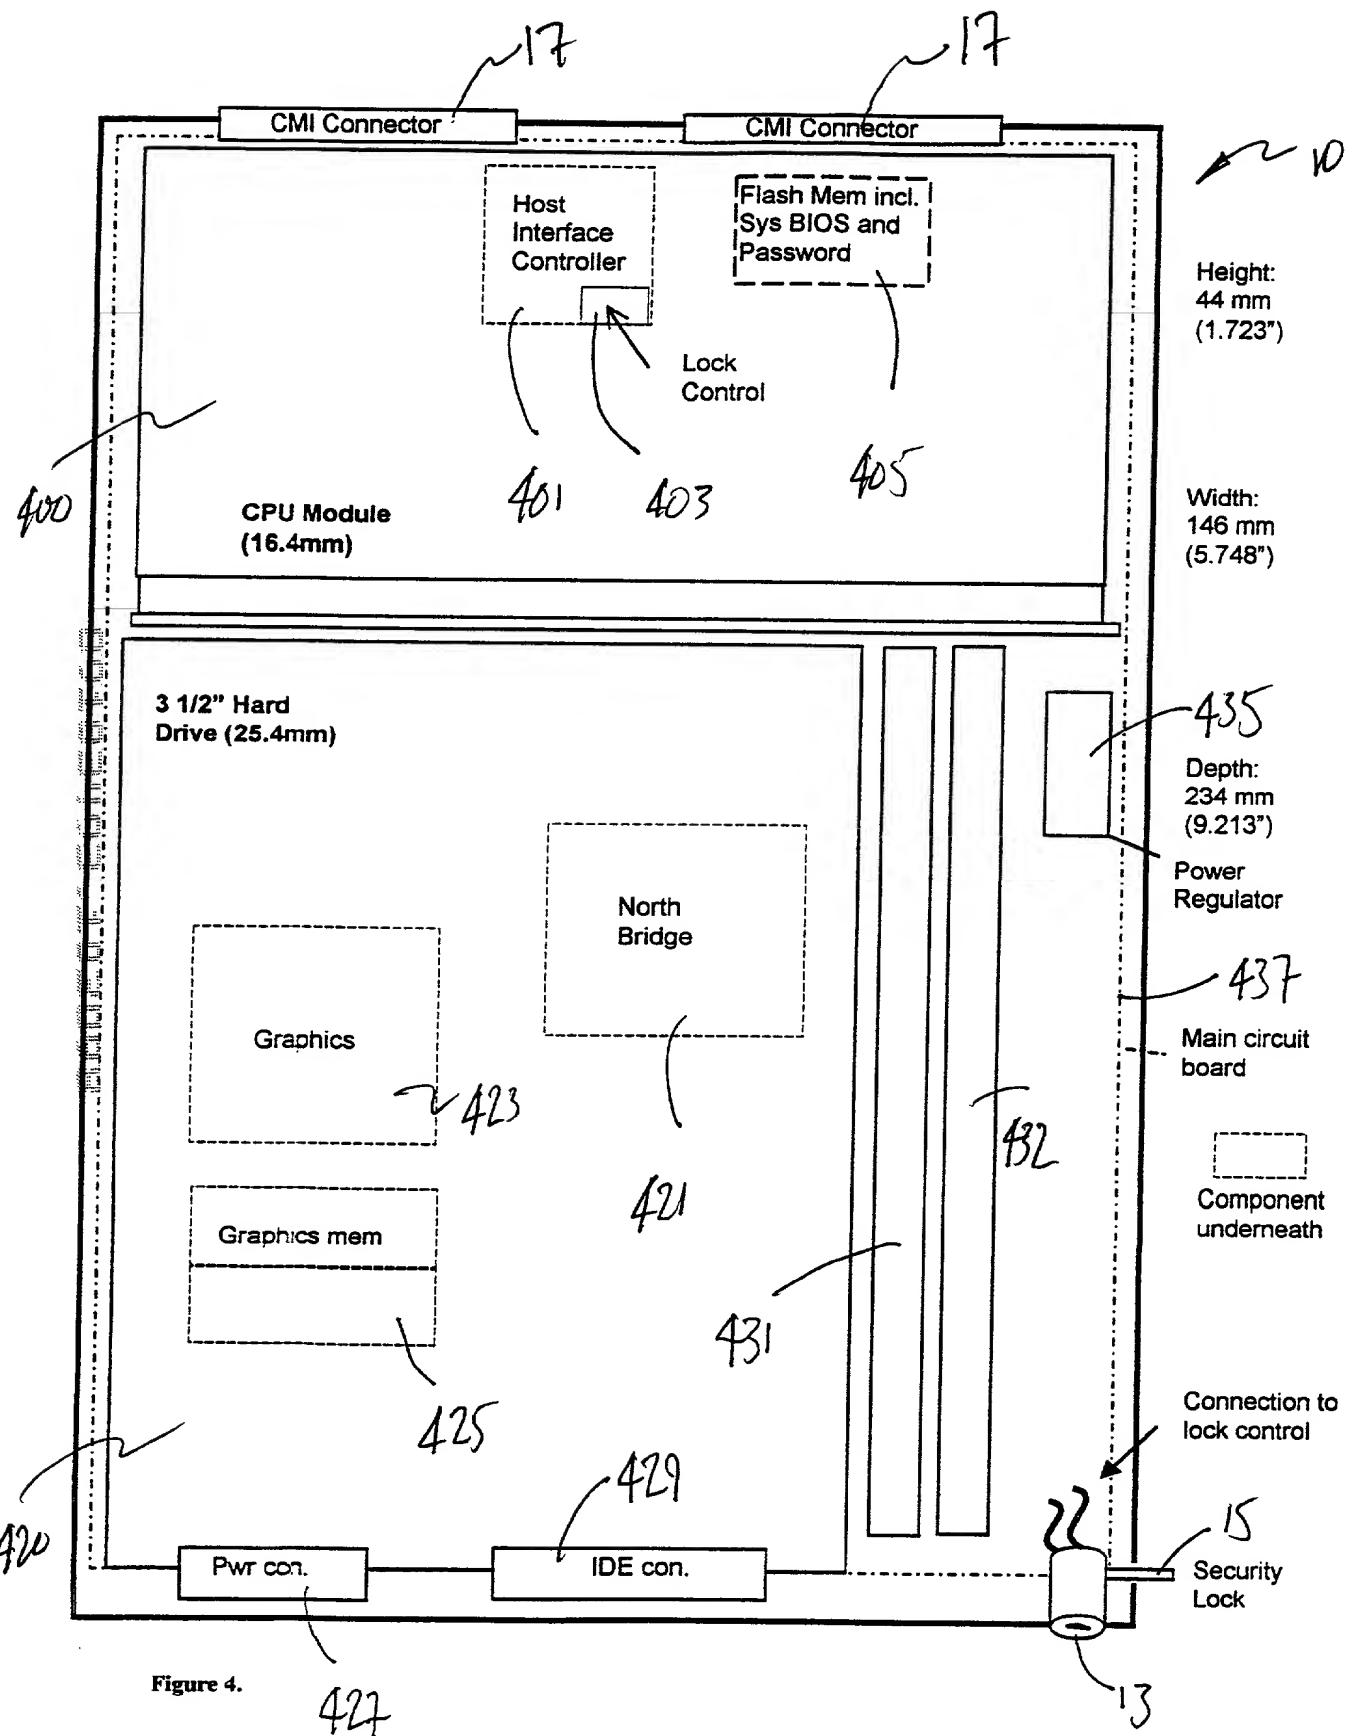 17
17
CMI Connector
CMI Connector
10
Host
Interface
Controller
Flash Mem incl.
Sys BIOS and
Password
Height:
44 mm
(1.723")
Lock
Control
400
401
403
405
CPU Module
(16.4mm)
Width:
146 mm
(5.748")
3 1/2" Hard
Drive (25.4mm)
435
Depth:
234 mm
(9.213")
Power
Regulator
North
Bridge
437
Graphics
Main circuit
board
423
432
421
Component
underneath
Graphics mem
431
425
Connection to
lock control
429
420
15
Pwr con.
IDE con.
Security
Lock
Figure 4.
427
13